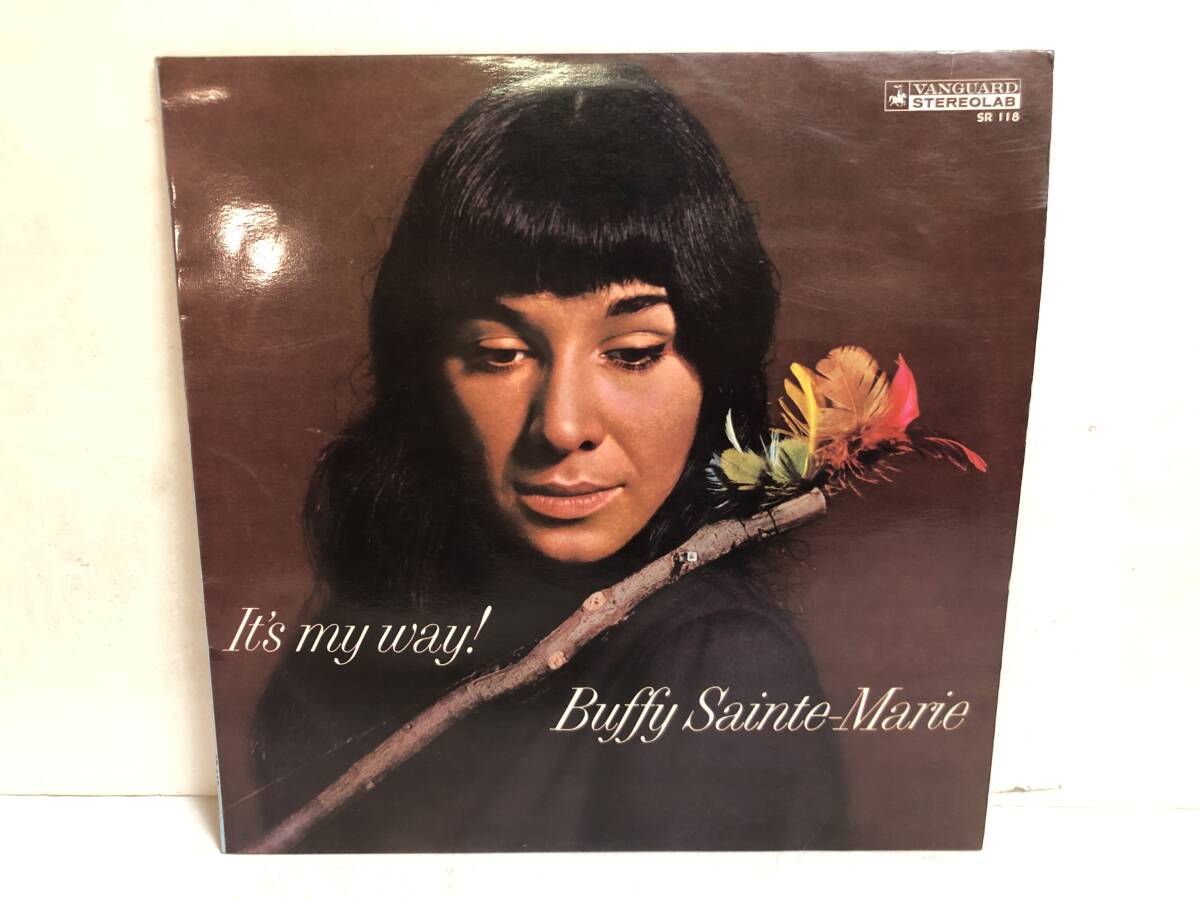 VANGUARD
STEREOLAB
SR 118
It's my way!
Buffy Sainte-Marie